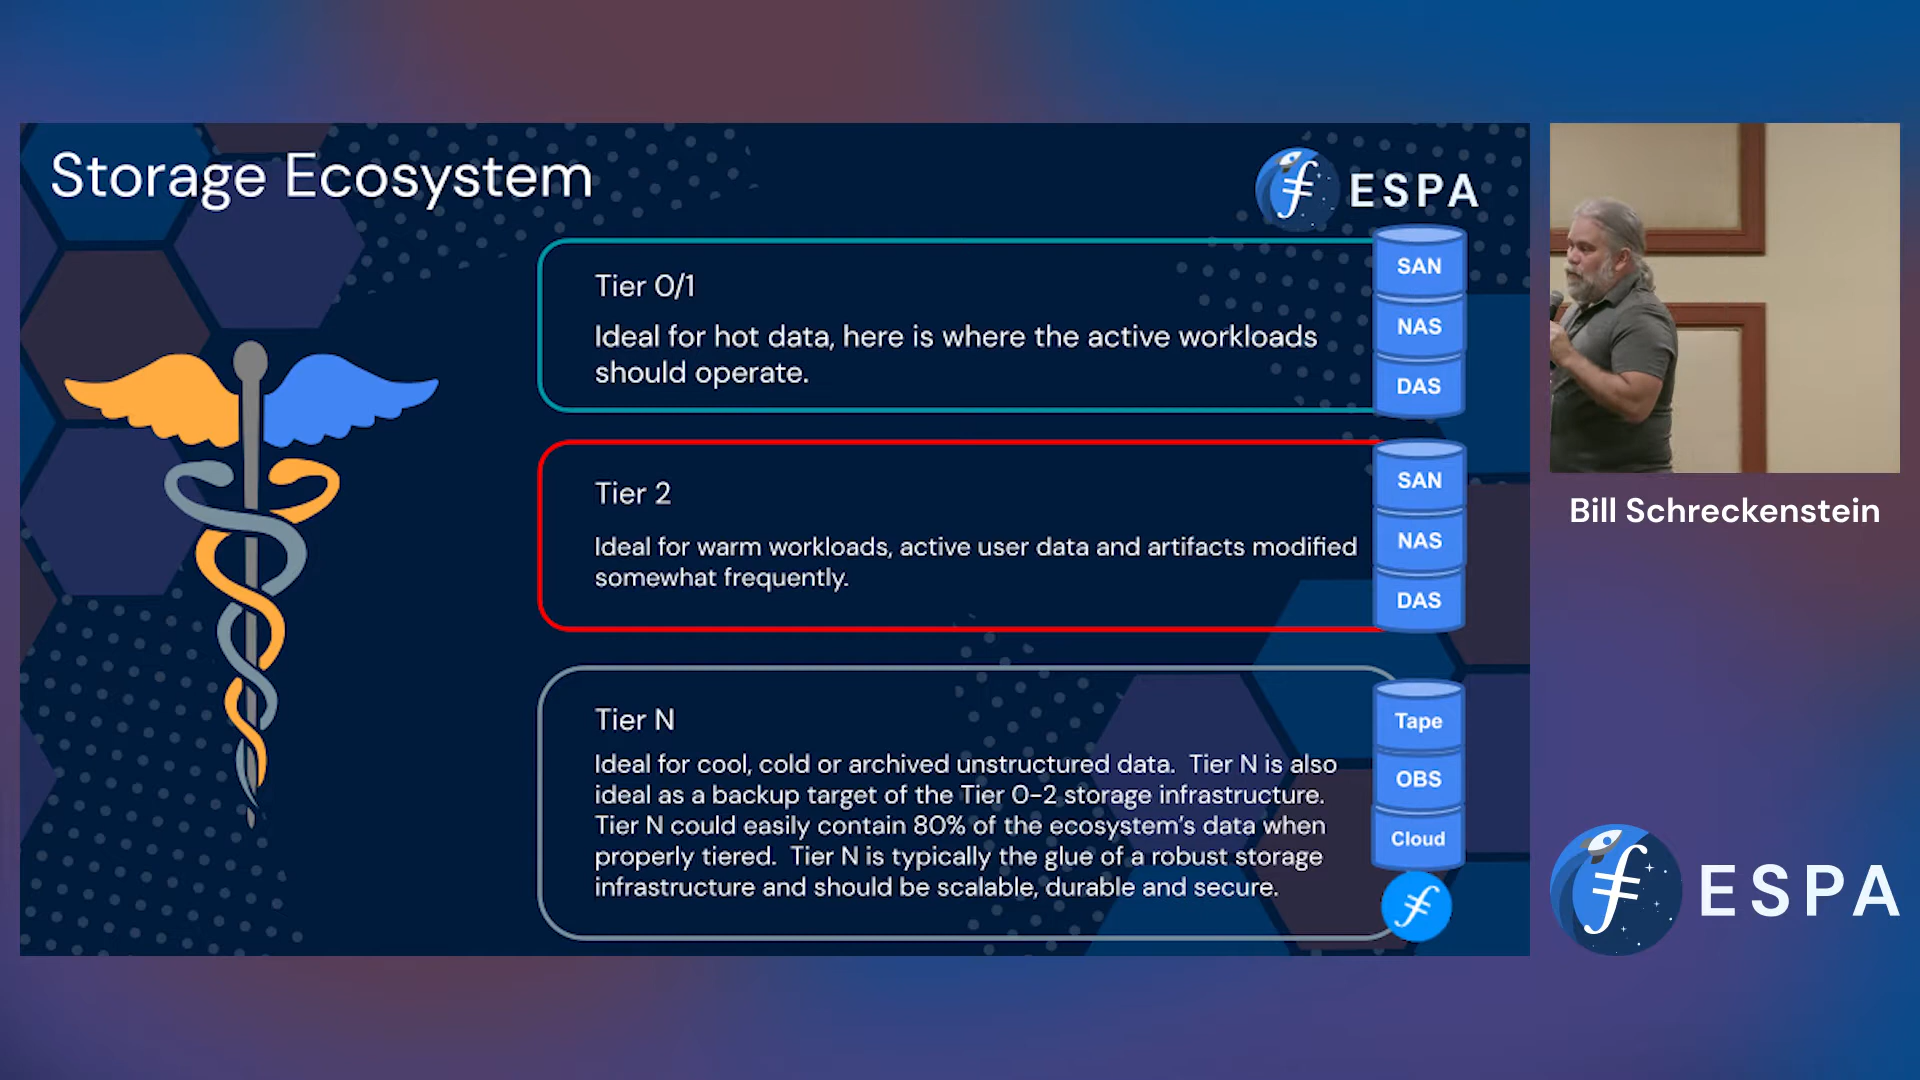 Storage Ecosystem
ESPA
Tier 0/1
Ideal for hot data, here is where the active workloads
should operate.
SAN
NAS
DAS
Tier 2
Ideal for warm workloads, active user data and artifacts modified
somewhat frequently.
SAN
NAS
DAS
Tier N
Ideal for cool, cold or archived unstructured data. Tier N is also
ideal as a backup target of the Tier 0-2 storage infrastructure.
Tier N could easily contain 80% of the ecosystem's data when
properly tiered. Tier N is typically the glue of a robust storage
infrastructure and should be scalable, durable and secure.
Tape
OBS
Cloud
Bill Schreckenstein
ESPA